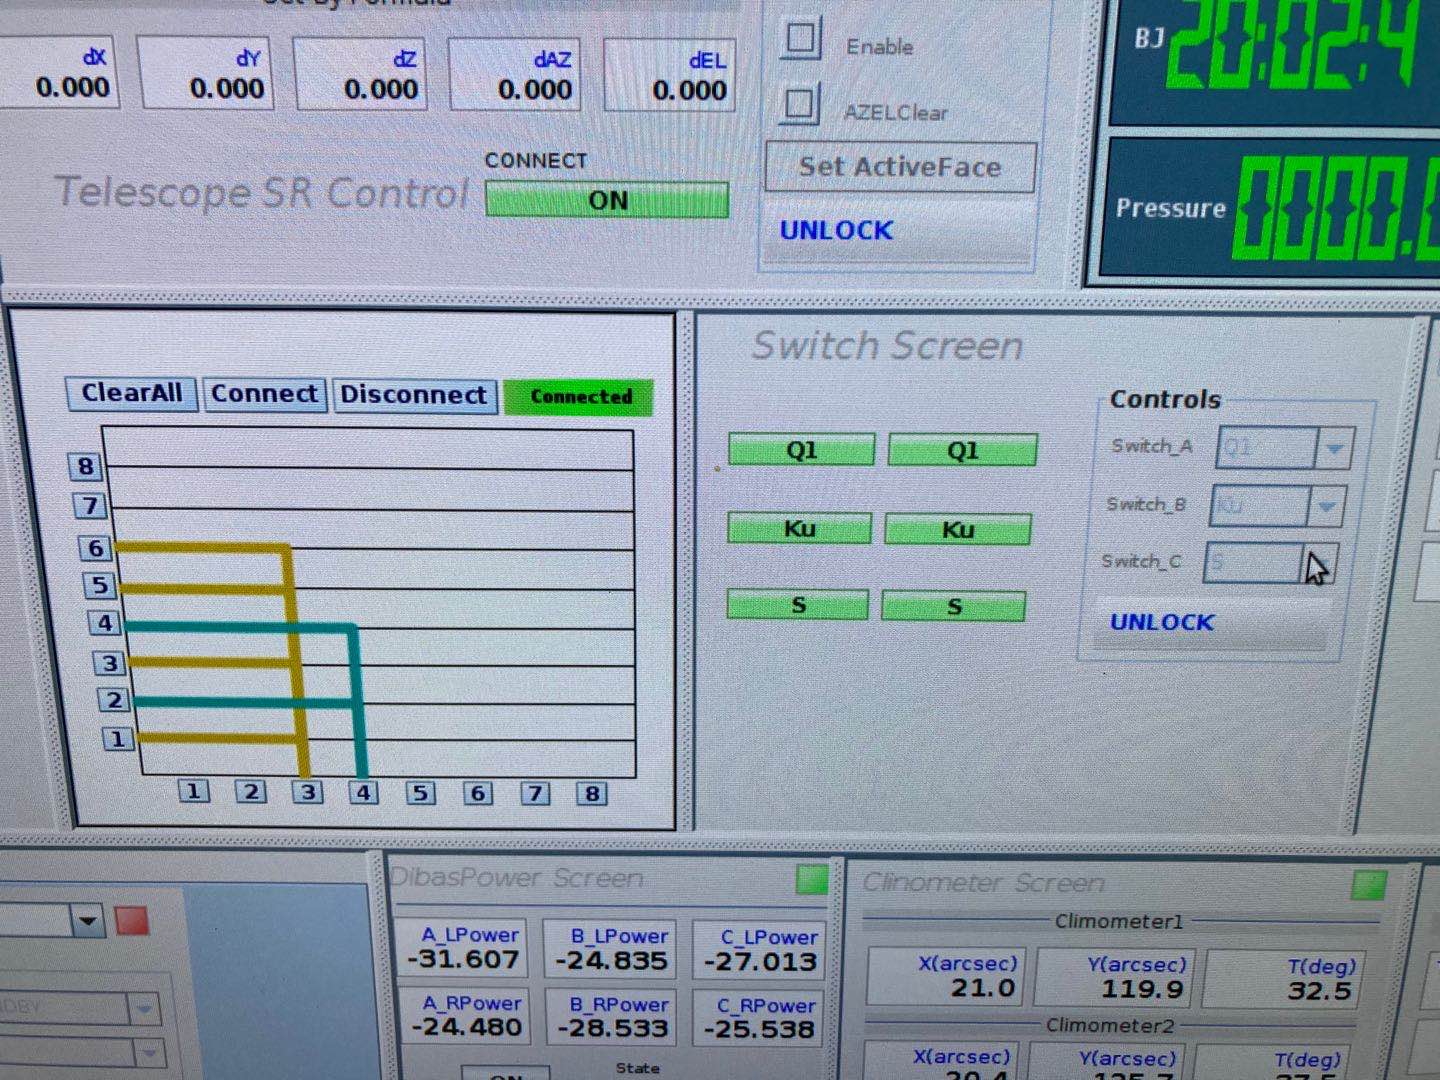 Set By Formula
dX dY dZ dAZ dEL
0.000 0.000 0.000 0.000 0.000
Enable
AZELClear
Set ActiveFace
UNLOCK
CONNECT
Telescope SR Control ON
BJ 20:02:4
Pressure 0000.
Switch Screen
ClearAll Connect Disconnect Connected
8
7
6
5
4
3
2
1
1 2 3 4 5 6 7 8
Q1 Q1
Ku Ku
S S
Controls
Switch_A Q1
Switch_B Ku
Switch_C S
UNLOCK
DibasPower Screen
A_LPower B_LPower C_LPower
-31.607 -24.835 -27.013
A_RPower B_RPower C_RPower
-24.480 -28.533 -25.538
State
ON
Clinometer Screen
Climometer1
X(arcsec) Y(arcsec) T(deg)
21.0 119.9 32.5
Climometer2
X(arcsec) Y(arcsec) T(deg)